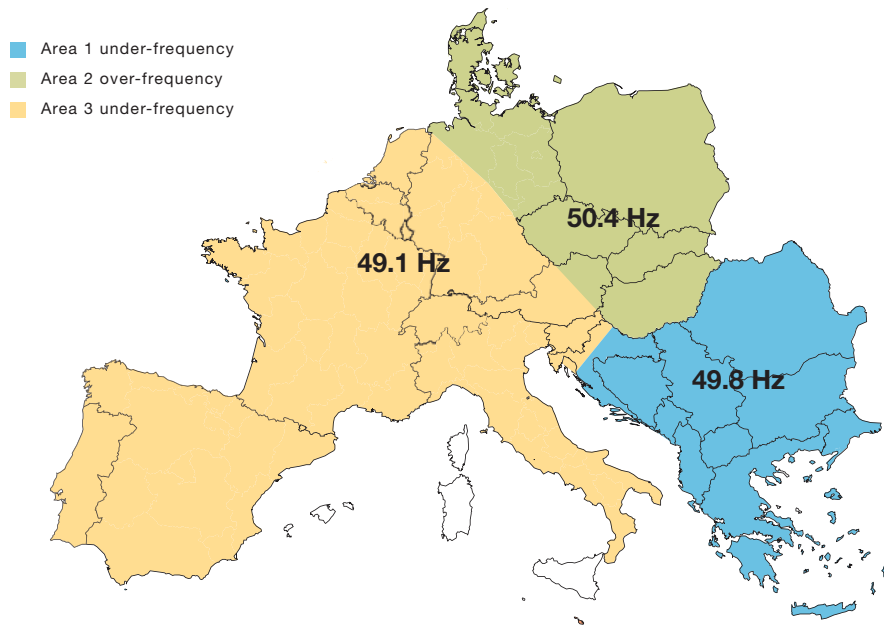 Area 1 under-frequency
Area 2 over-frequency
Area 3 under-frequency
50.4 Hz
49.1 Hz
49.8 Hz